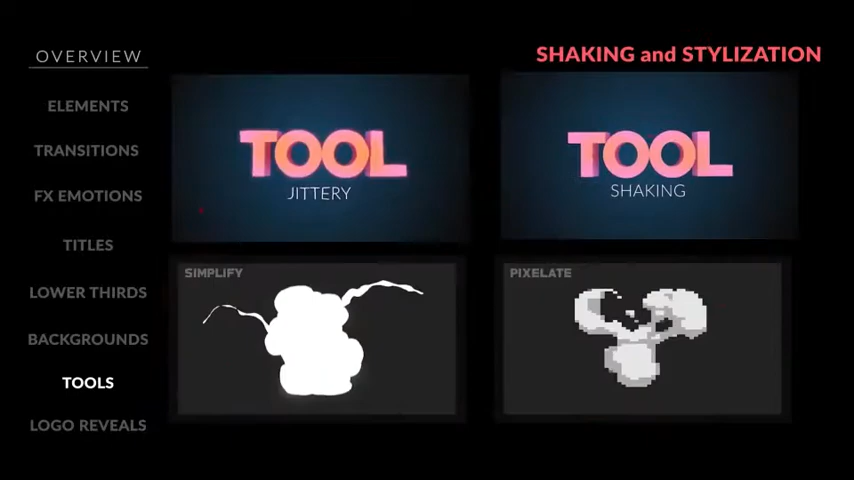 OVERVIEW
SHAKING and STYLIZATION
ELEMENTS
TRANSITIONS
FX EMOTIONS
TITLES
LOWER THIRDS
BACKGROUNDS
TOOLS
LOGO REVEALS
TOOL
JITTERY
TOOL
SHAKING
SIMPLIFY
PIXELATE